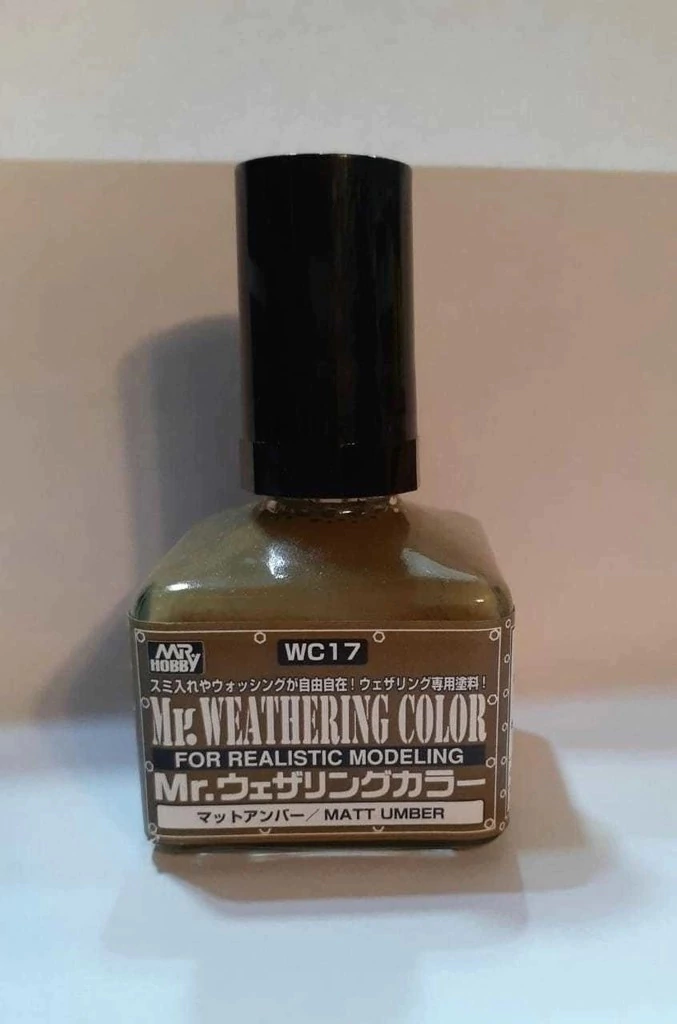 MR.HOBBY
WC17
スミ入れやウォッシングが自由自在！ウェザリング専用塗料！
Mr. WEATHERING COLOR
FOR REALISTIC MODELING
Mr.ウェザリングカラー
マットアンバー／MATT UMBER